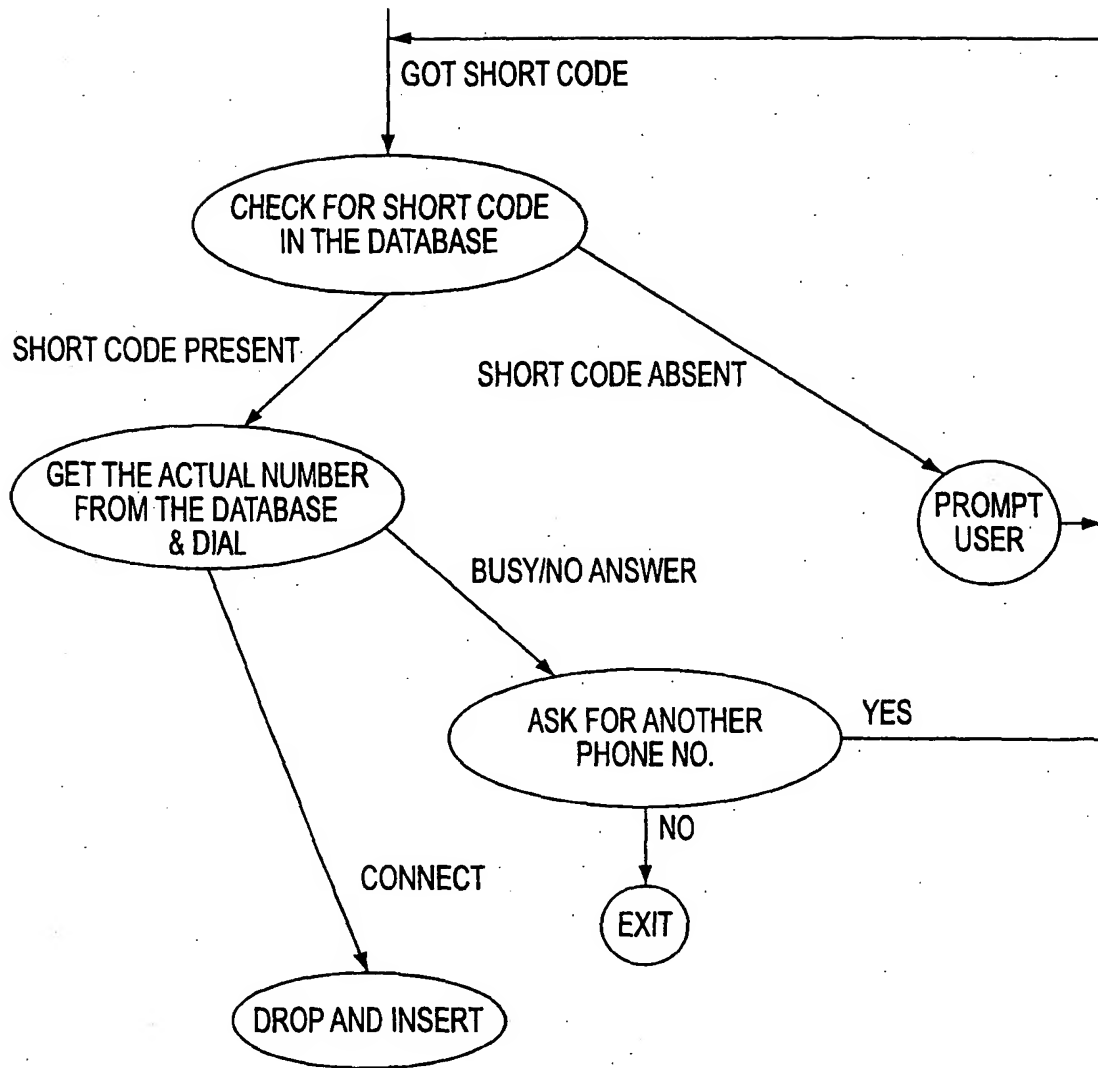 GOT SHORT CODE
CHECK FOR SHORT CODE
IN THE DATABASE
SHORT CODE PRESENT
SHORT CODE ABSENT
GET THE ACTUAL NUMBER
FROM THE DATABASE
& DIAL
PROMPT
USER
BUSY/NO ANSWER
ASK FOR ANOTHER
PHONE NO.
YES
NO
CONNECT
EXIT
DROP AND INSERT